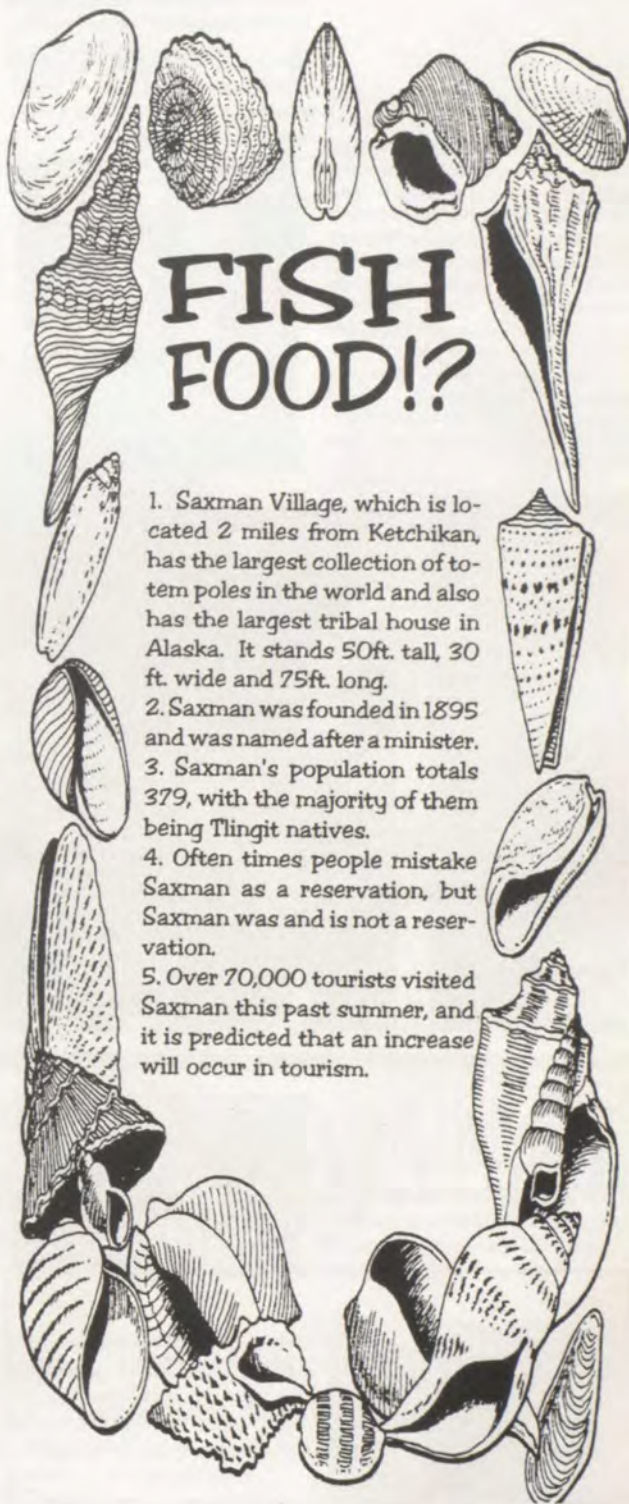 FISH
FOOD!?
1. Saxman Village, which is lo-
cated 2 miles from Ketchikan,
has the largest collection of to-
tem poles in the world and also
has the largest tribal house in
Alaska. It stands 50ft. tall, 30
ft. wide and 75ft. long.
2. Saxman was founded in 1895
and was named after a minister.
3. Saxman's population totals
379, with the majority of them
being Tlingit natives.
4. Often times people mistake
Saxman as a reservation, but
Saxman was and is not a reser-
vation.
5. Over 70,000 tourists visited
Saxman this past summer, and
it is predicted that an increase
will occur in tourism.